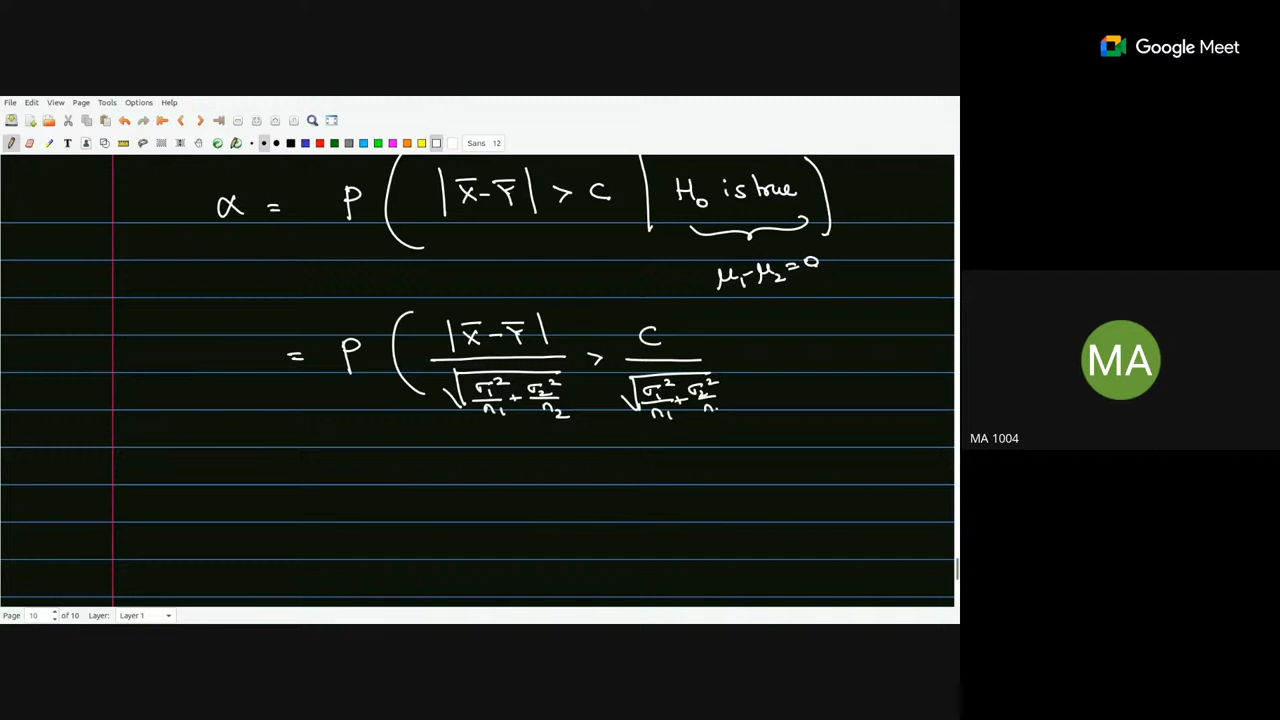 Google Meet
File Edit View Page Tools Options Help
Sans 12
α = P ( |X̅-Y̅| > C | H₀ is true )
μ₁-μ₂=0
= P ( |X̅-Y̅| / √(σ₁²/n₁ + σ₂²/n₂) > C / √(σ₁²/n₁ + σ₂²/n.
MA
MA 1004
Page 10 of 10 Layer: Layer 1